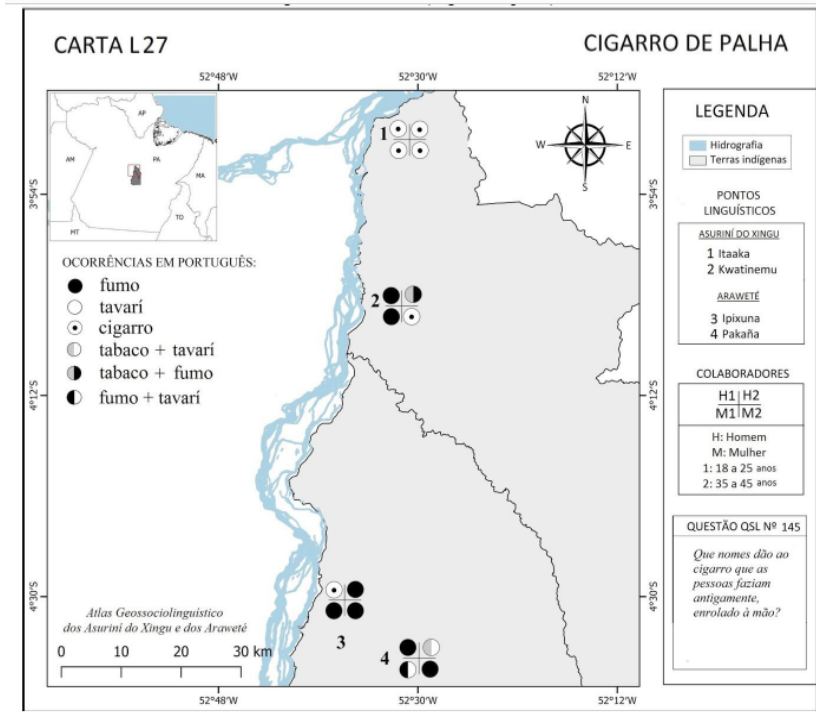 CARTA L27
CIGARRO DE PALHA
52°48'W
52°30'W
52°12'W
AP
AM
PA
MA
TO
MT
N
W
E
S
3°54'S
4°12'S
4°30'S
OCORRÊNCIAS EM PORTUGUÊS:
fumo
tavarí
cigarro
tabaco + tavarí
tabaco + fumo
fumo + tavarí
1
2
3
4
Atlas Geossociolinguístico
dos Asuriní do Xingu e dos Araweté
0 10 20 30 km
52°48'W
52°30'W
52°12'W
3°54'S
4°12'S
4°30'S
LEGENDA
Hidrografia
Terras indígenas
PONTOS
LINGUÍSTICOS
ASURINÍ DO XINGU
1 Itaaka
2 Kwatinemu
ARAWETÉ
3 Ipixuna
4 Pakaña
COLABORADORES
H1 H2
M1 M2
H: Homem
M: Mulher
1: 18 a 25 anos
2: 35 a 45 anos
QUESTÃO QSL Nº 145
Que nomes dão ao
cigarro que as
pessoas faziam
antigamente,
enrolado à mão?